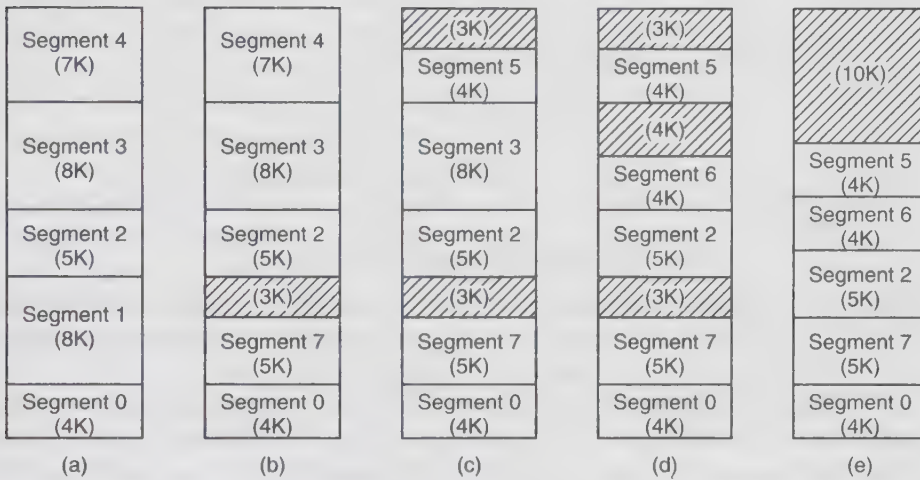 Segment 4
(7K)
Segment 3
(8K)
Segment 2
(5K)
Segment 1
(8K)
Segment 0
(4K)
(a)
Segment 4
(7K)
Segment 3
(8K)
Segment 2
(5K)
(3K)
Segment 7
(5K)
Segment 0
(4K)
(b)
(3K)
Segment 5
(4K)
Segment 3
(8K)
Segment 2
(5K)
(3K)
Segment 7
(5K)
Segment 0
(4K)
(c)
(3K)
Segment 5
(4K)
(4K)
Segment 6
(4K)
Segment 2
(5K)
(3K)
Segment 7
(5K)
Segment 0
(4K)
(d)
(10K)
Segment 5
(4K)
Segment 6
(4K)
Segment 2
(5K)
Segment 7
(5K)
Segment 0
(4K)
(e)